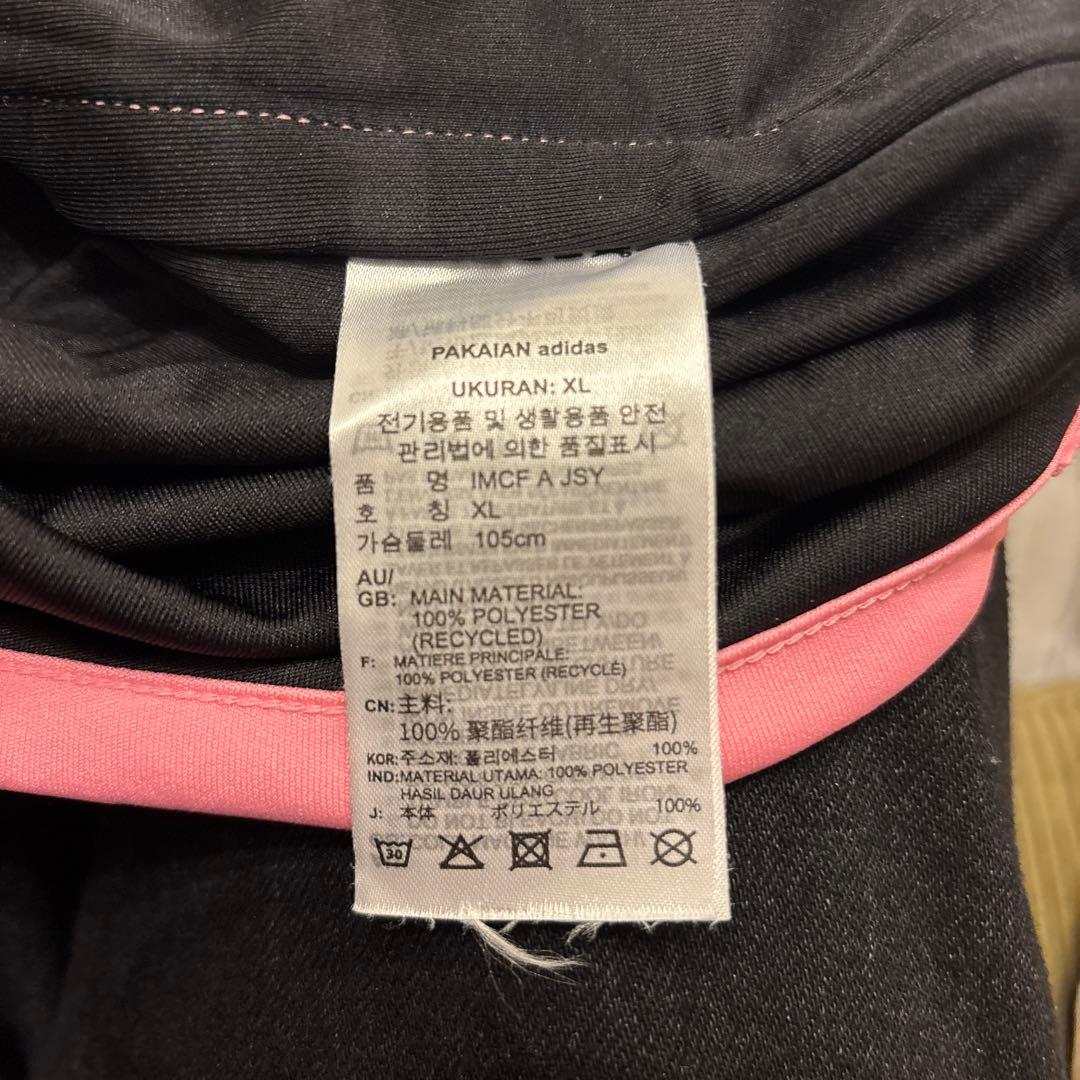 PAKAIAN adidas
UKURAN: XL
전기용품 및 생활용품 안전
관리법에 의한 품질표시
품 명 IMCF A JSY
호 칭 XL
가슴둘레 105cm
AU/
GB: MAIN MATERIAL:
100% POLYESTER
(RECYCLED)
F: MATIERE PRINCIPALE:
100% POLYESTER (RECYCLÉ)
CN: 主料:
100% 聚酯纤维(再生聚酯)
KOR: 주소재: 폴리에스터 100%
IND: MATERIAL UTAMA: 100% POLYESTER
HASIL DAUR ULANG
J: 本体 ポリエステル 100%
30